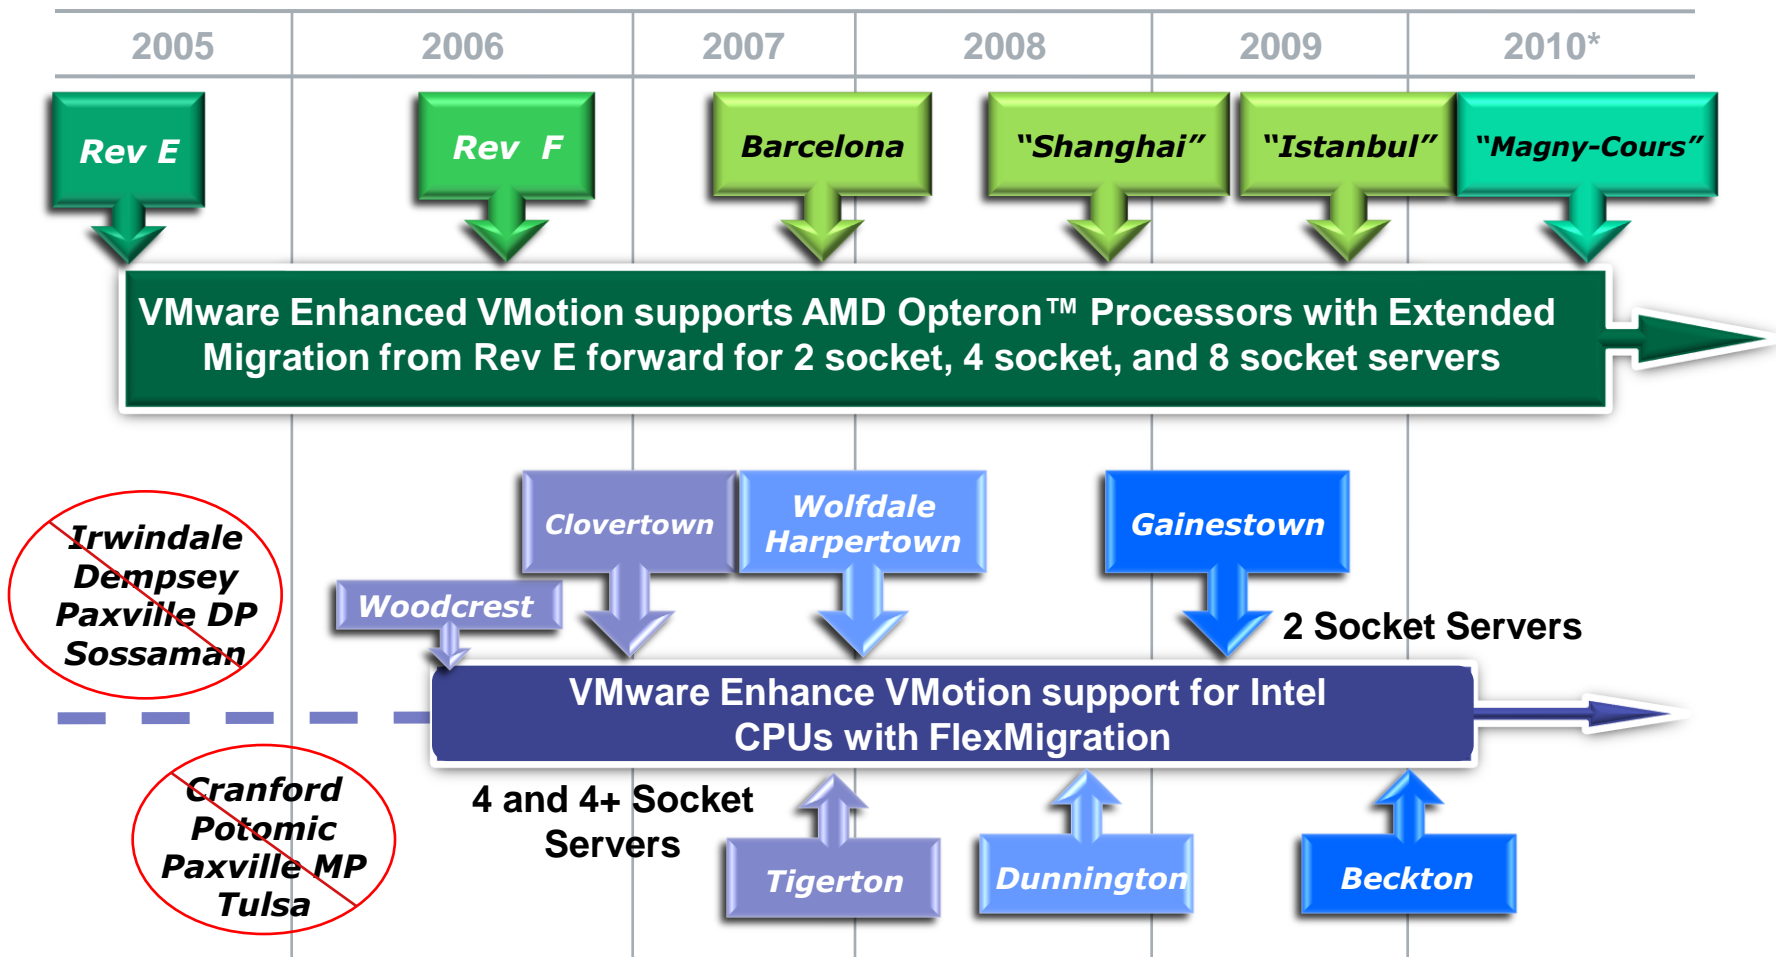 2005 2006 2007 2008 2009 2010*
Rev E
Rev F
Barcelona
“Shanghai”
“Istanbul”
“Magny-Cours”
VMware Enhanced VMotion supports AMD Opteron™ Processors with Extended
Migration from Rev E forward for 2 socket, 4 socket, and 8 socket servers
Irwindale
Dempsey
Paxville DP
Sossaman
Woodcrest
Clovertown
Wolfdale
Harpertown
Gainestown
2 Socket Servers
VMware Enhance VMotion support for Intel
CPUs with FlexMigration
Cranford
Potomic
Paxville MP
Tulsa
4 and 4+ Socket
Servers
Tigerton
Dunnington
Beckton